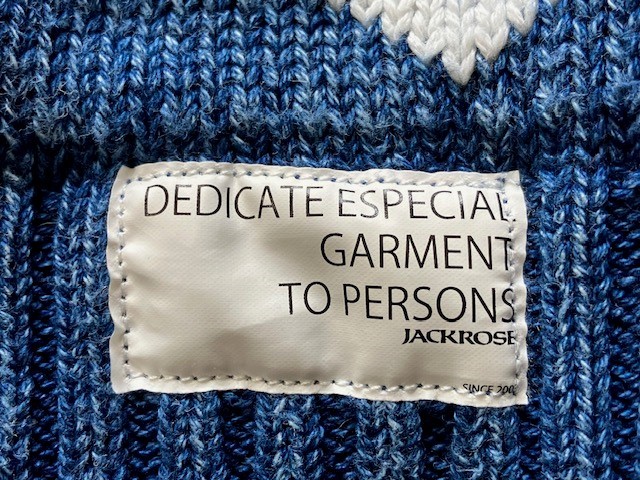 DEDICATE ESPECIAL
GARMENT
TO PERSONS
JACKROSE
SINCE